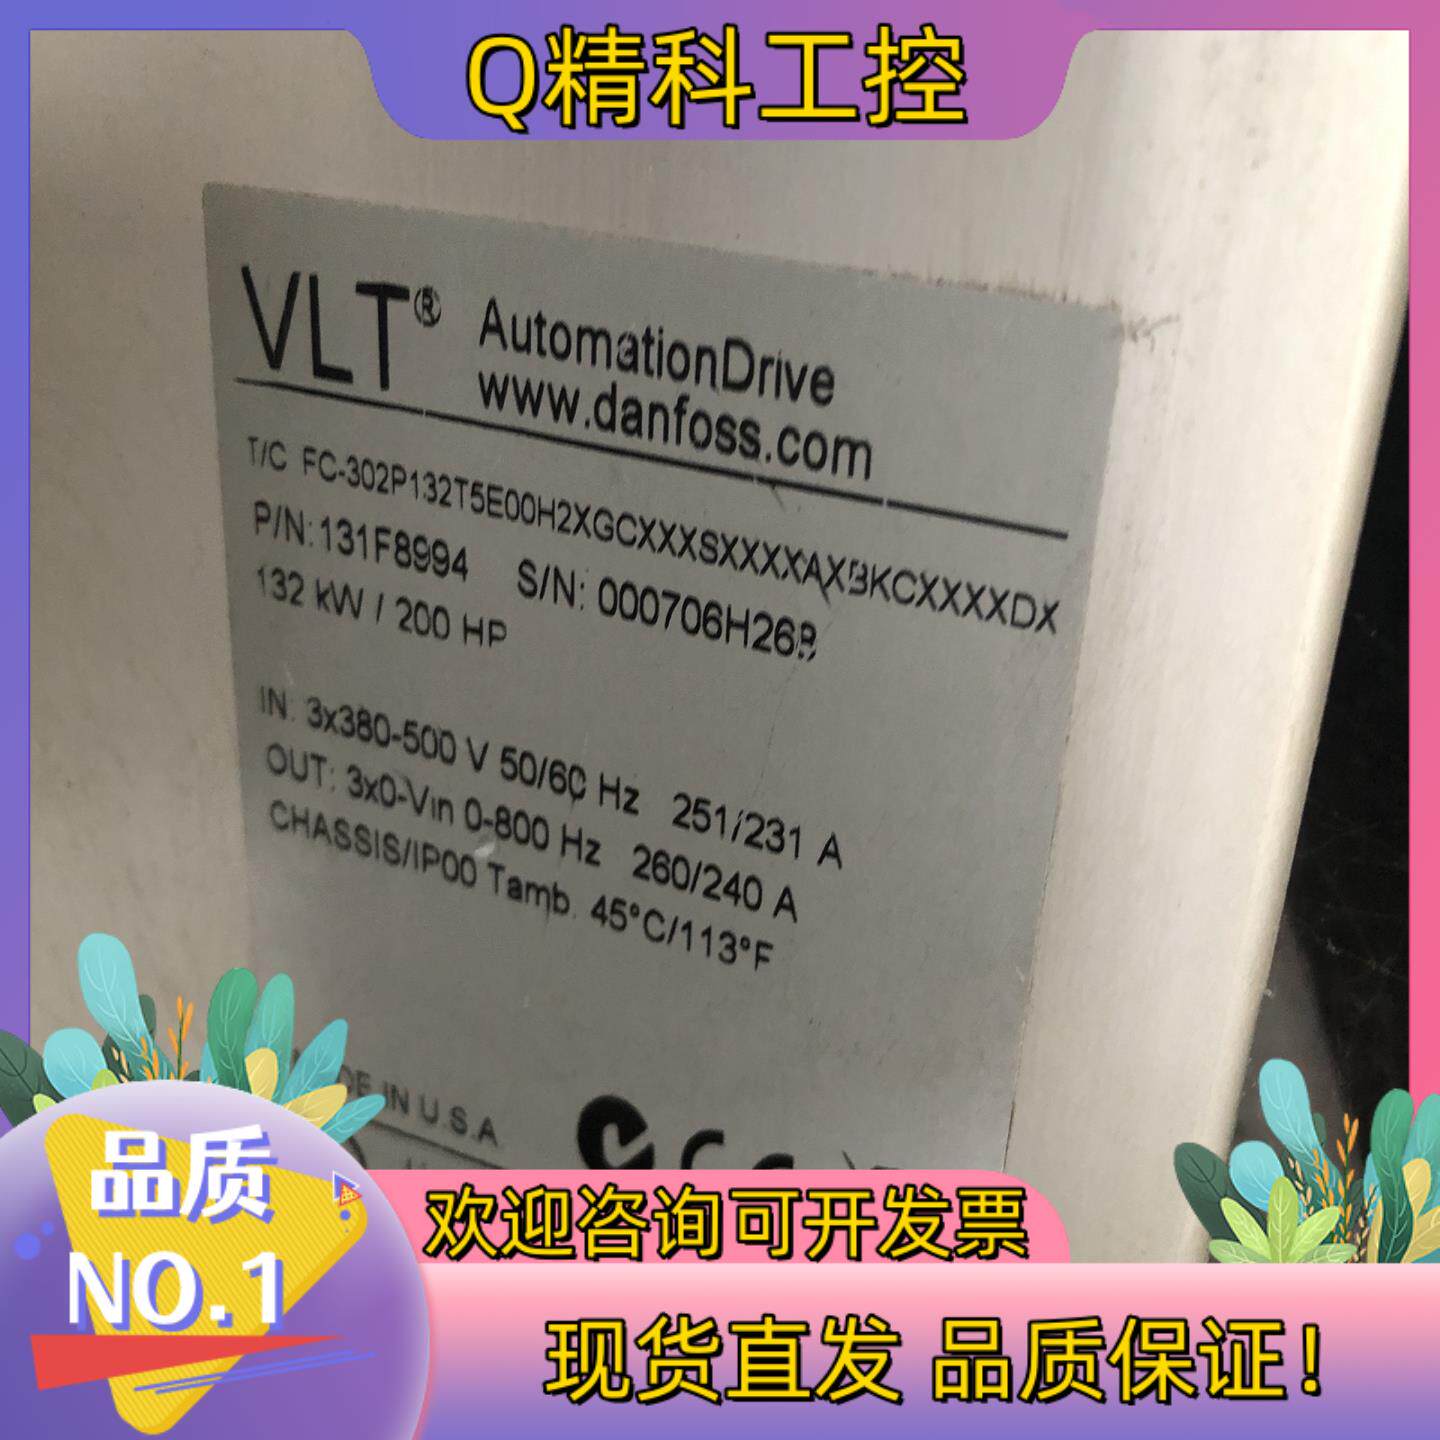 Q精科工控
VLT® AutomationDrive
www.danfoss.com
T/C FC-302P132T5E00H2XGCXXXSXXXXAXBKCXXXXDX
P/N:131F8994 S/N: 000706H268
132 kW / 200 HP
IN: 3x380-500 V 50/60 Hz 251/231 A
OUT: 3x0-Vin 0-800 Hz 260/240 A
CHASSIS/IP00 Tamb. 45°C/113°F
IN U.S.A
品质
NO.1
欢迎咨询可开发票
现货直发 品质保证!